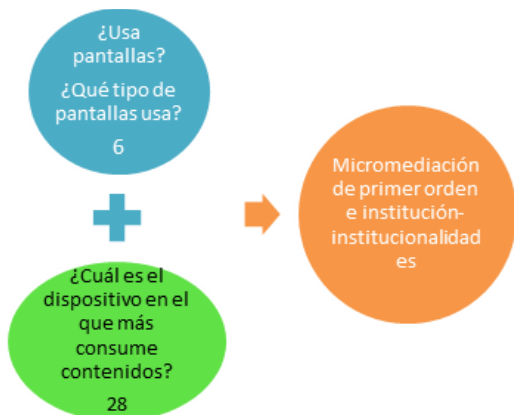 ¿Usa
pantallas?
¿Qué tipo de
pantallas usa?
6
¿Cuál es el
dispositivo en el
que más
consume
contenidos?
28
Micromediación
de primer orden
e institución-
institucionalidad
es